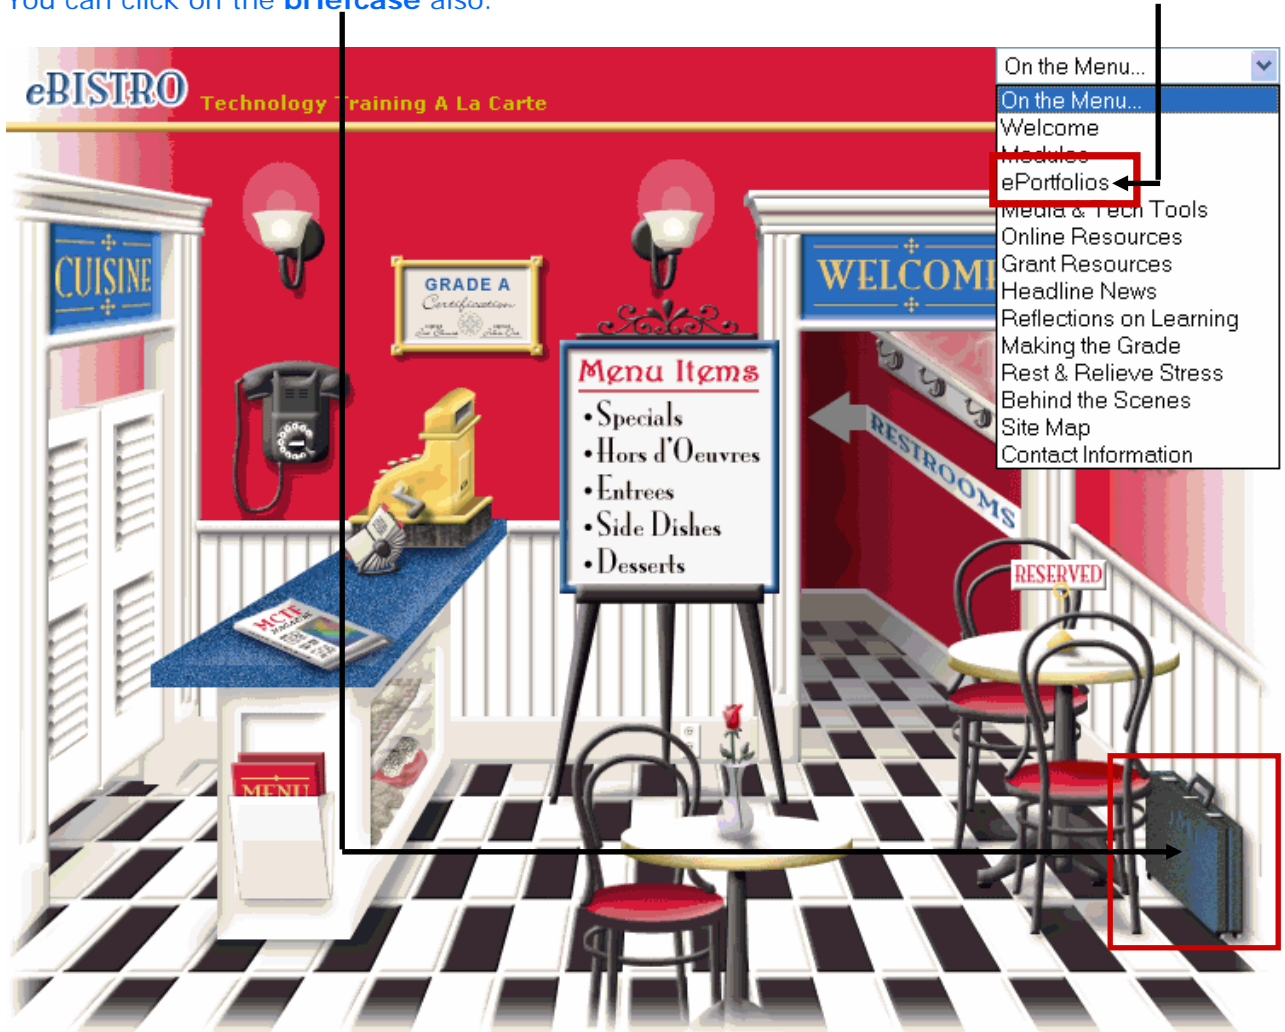 You can click on the briefcase also.
eBISTRO Technology Training A La Carte
On the Menu...
On the Menu...
Welcome
Modules
ePortfolios
Media & Tech Tools
Online Resources
Grant Resources
Headline News
Reflections on Learning
Making the Grade
Rest & Relieve Stress
Behind the Scenes
Site Map
Contact Information
CUISINE
GRADE A
Certification
WELCOM
Menu Items
•Specials
•Hors d'Oeuvres
•Entrees
•Side Dishes
•Desserts
RESTROOMS
RESERVED
MCTF
MAGAZINE
MENU